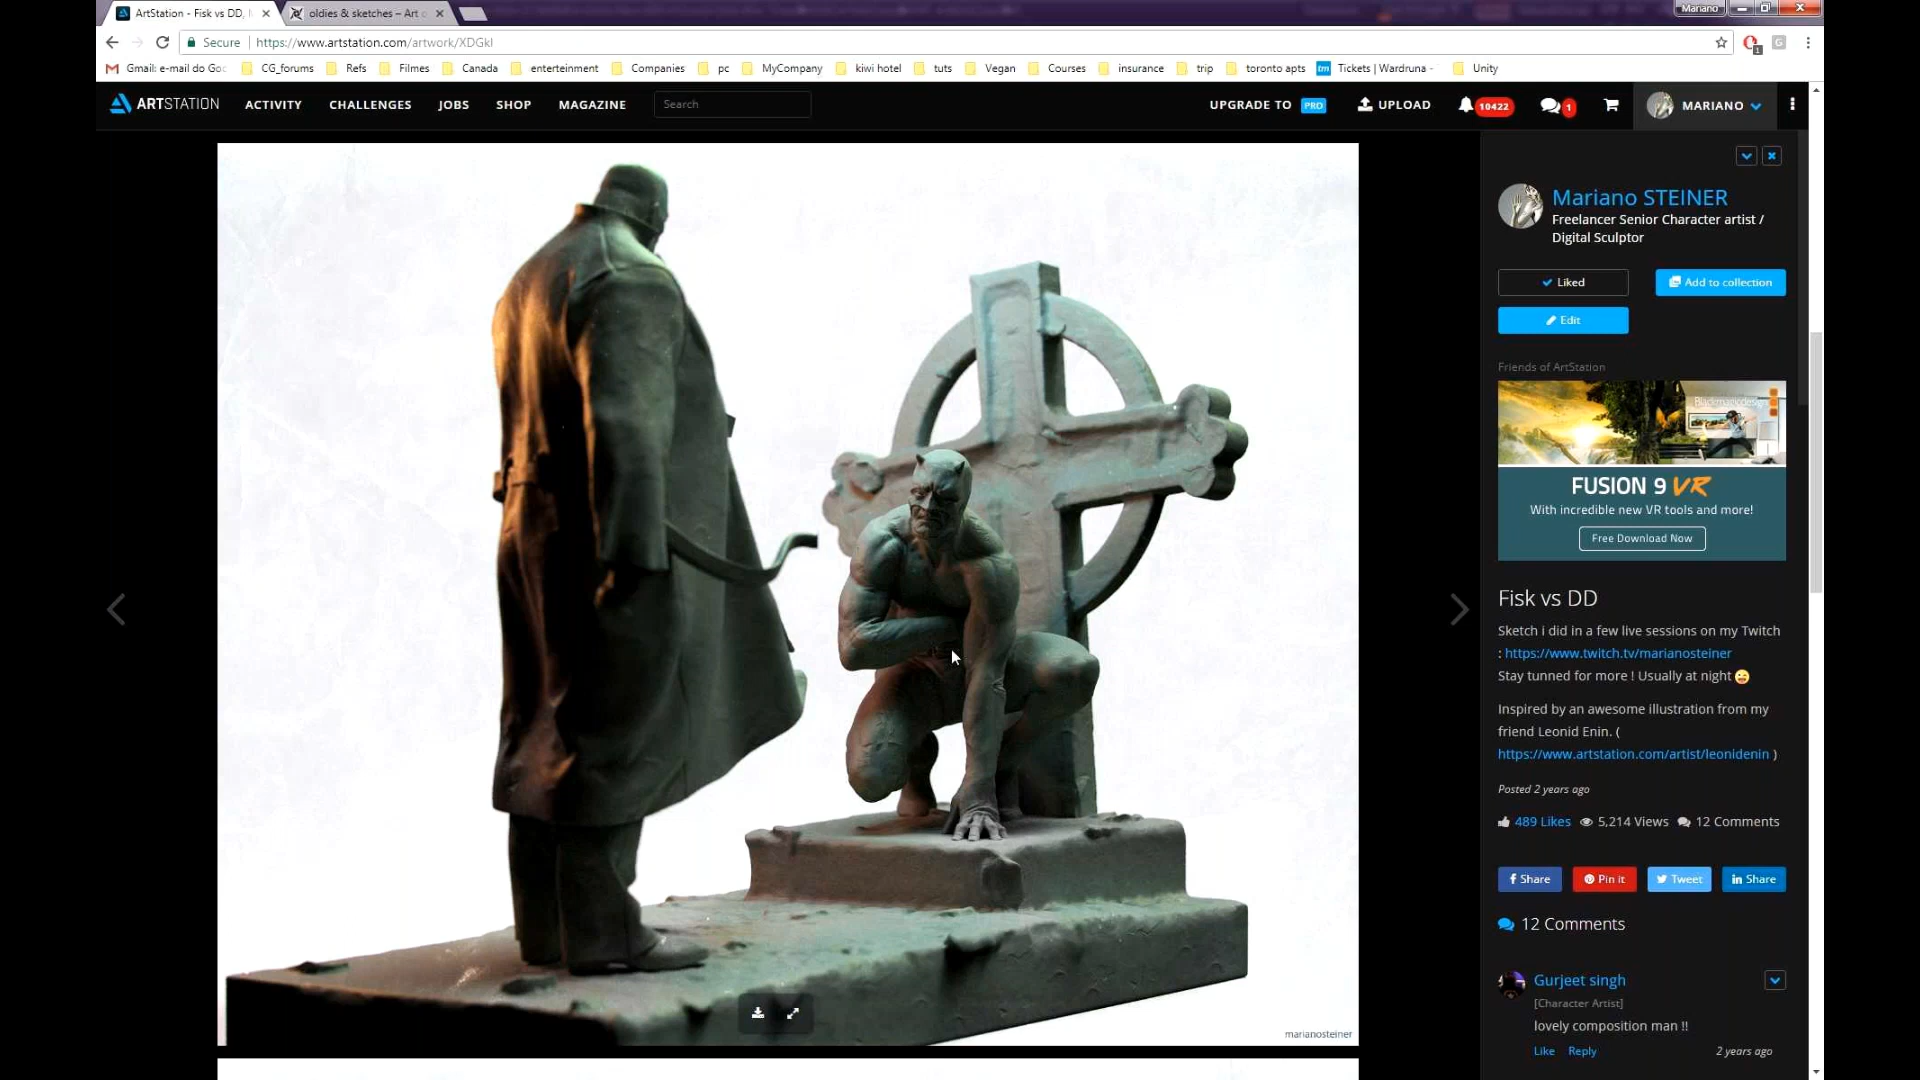 ArtStation - Fisk vs DD,
oldies & sketches – Art o
Mariano
Secure
https://www.artstation.com/artwork/XDGkl
Gmail: e-mail do Goo
CG_forums
Refs
Filmes
Canada
enterteinment
Companies
pc
MyCompany
kiwi hotel
tuts
Vegan
Courses
insurance
trip
toronto apts
tm
Tickets | Wardruna -
Unity
ARTSTATION
ACTIVITY
CHALLENGES
JOBS
SHOP
MAGAZINE
Search
UPGRADE TO PRO
UPLOAD
10422
1
MARIANO
Mariano STEINER
Freelancer Senior Character artist /
Digital Sculptor
Liked
Add to collection
Edit
Friends of ArtStation
Blackmagicdesign
FUSION 9 VR
With incredible new VR tools and more!
Free Download Now
Fisk vs DD
Sketch i did in a few live sessions on my Twitch
: https://www.twitch.tv/marianosteiner
Stay tunned for more ! Usually at night
Inspired by an awesome illustration from my
friend Leonid Enin. (
https://www.artstation.com/artist/leonidenin )
Posted 2 years ago
489 Likes 5,214 Views 12 Comments
Share
Pin it
Tweet
Share
12 Comments
Gurjeet singh
[Character Artist]
lovely composition man !!
Like Reply 2 years ago
marianosteiner